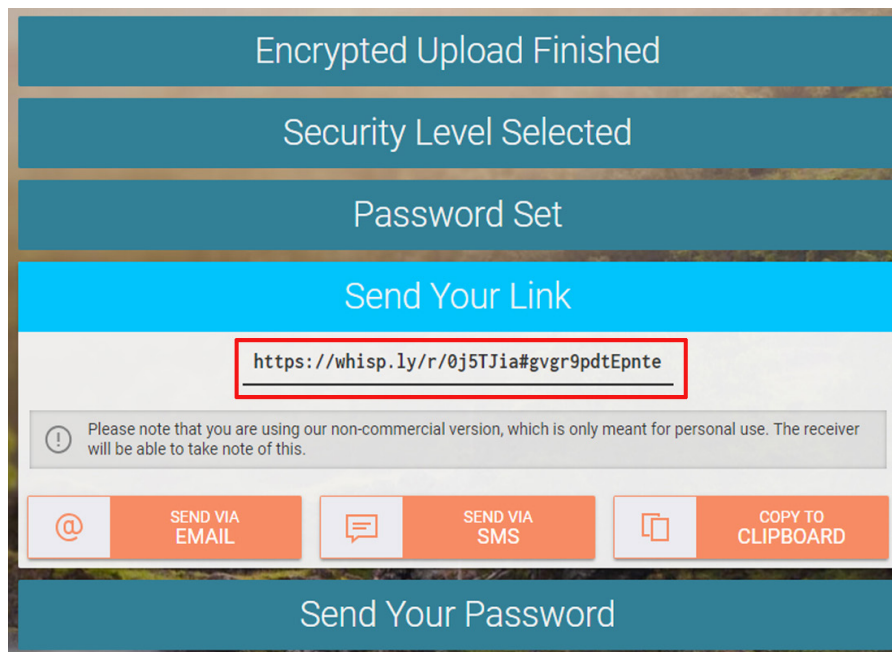 Encrypted Upload Finished
Security Level Selected
Password Set
Send Your Link
https://whisp.ly/r/0j5TJia#gvgr9pdtEpnte
Please note that you are using our non-commercial version, which is only meant for personal use. The receiver
will be able to take note of this.
SEND VIA
EMAIL
SEND VIA
SMS
COPY TO
CLIPBOARD
Send Your Password